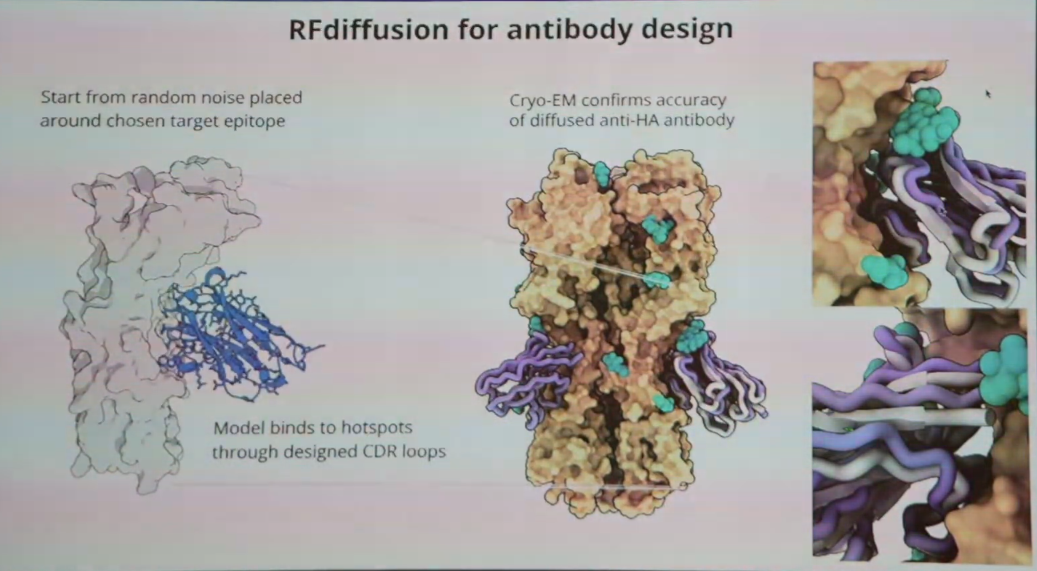 RFdiffusion for antibody design
Start from random noise placed
around chosen target epitope
Cryo-EM confirms accuracy
of diffused anti-HA antibody
Model binds to hotspots
through designed CDR loops